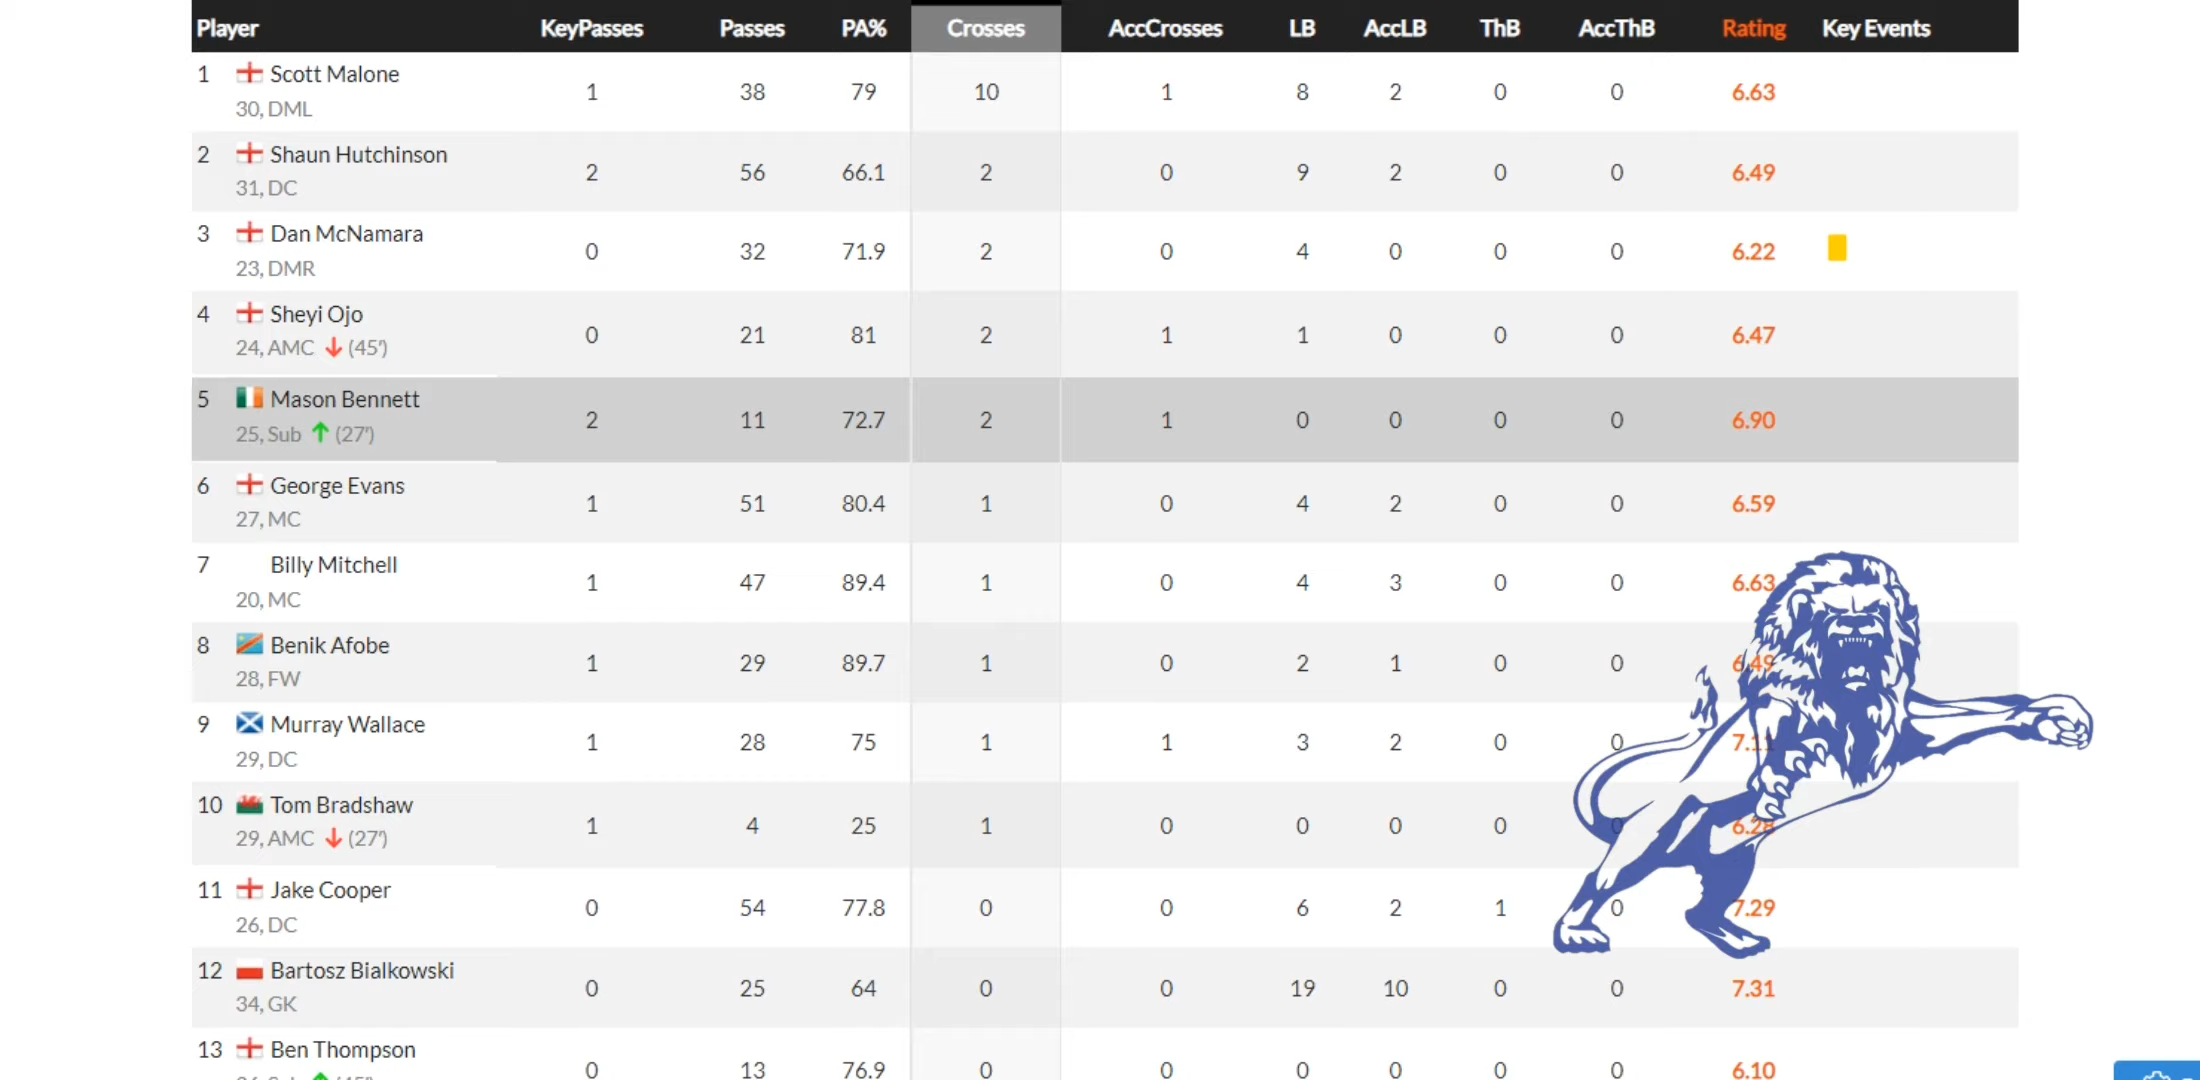 Player KeyPasses Passes PA% Crosses AccCrosses LB AccLB ThB AccThB Rating Key Events
1 Scott Malone
30, DML 1 38 79 10 1 8 2 0 0 6.63
2 Shaun Hutchinson
31, DC 2 56 66.1 2 0 9 2 0 0 6.49
3 Dan McNamara
23, DMR 0 32 71.9 2 0 4 0 0 0 6.22
4 Sheyi Ojo
24, AMC (45') 0 21 81 2 1 1 0 0 0 6.47
5 Mason Bennett
25, Sub (27') 2 11 72.7 2 1 0 0 0 0 6.90
6 George Evans
27, MC 1 51 80.4 1 0 4 2 0 0 6.59
7 Billy Mitchell
20, MC 1 47 89.4 1 0 4 3 0 0 6.63
8 Benik Afobe
28, FW 1 29 89.7 1 0 2 1 0 0 6.49
9 Murray Wallace
29, DC 1 28 75 1 1 3 2 0 0 7.11
10 Tom Bradshaw
29, AMC (27') 1 4 25 1 0 0 0 0 0 6.28
11 Jake Cooper
26, DC 0 54 77.8 0 0 6 2 1 0 7.29
12 Bartosz Bialkowski
34, GK 0 25 64 0 0 19 10 0 0 7.31
13 Ben Thompson
0 13 76.9 0 0 0 0 0 0 6.10